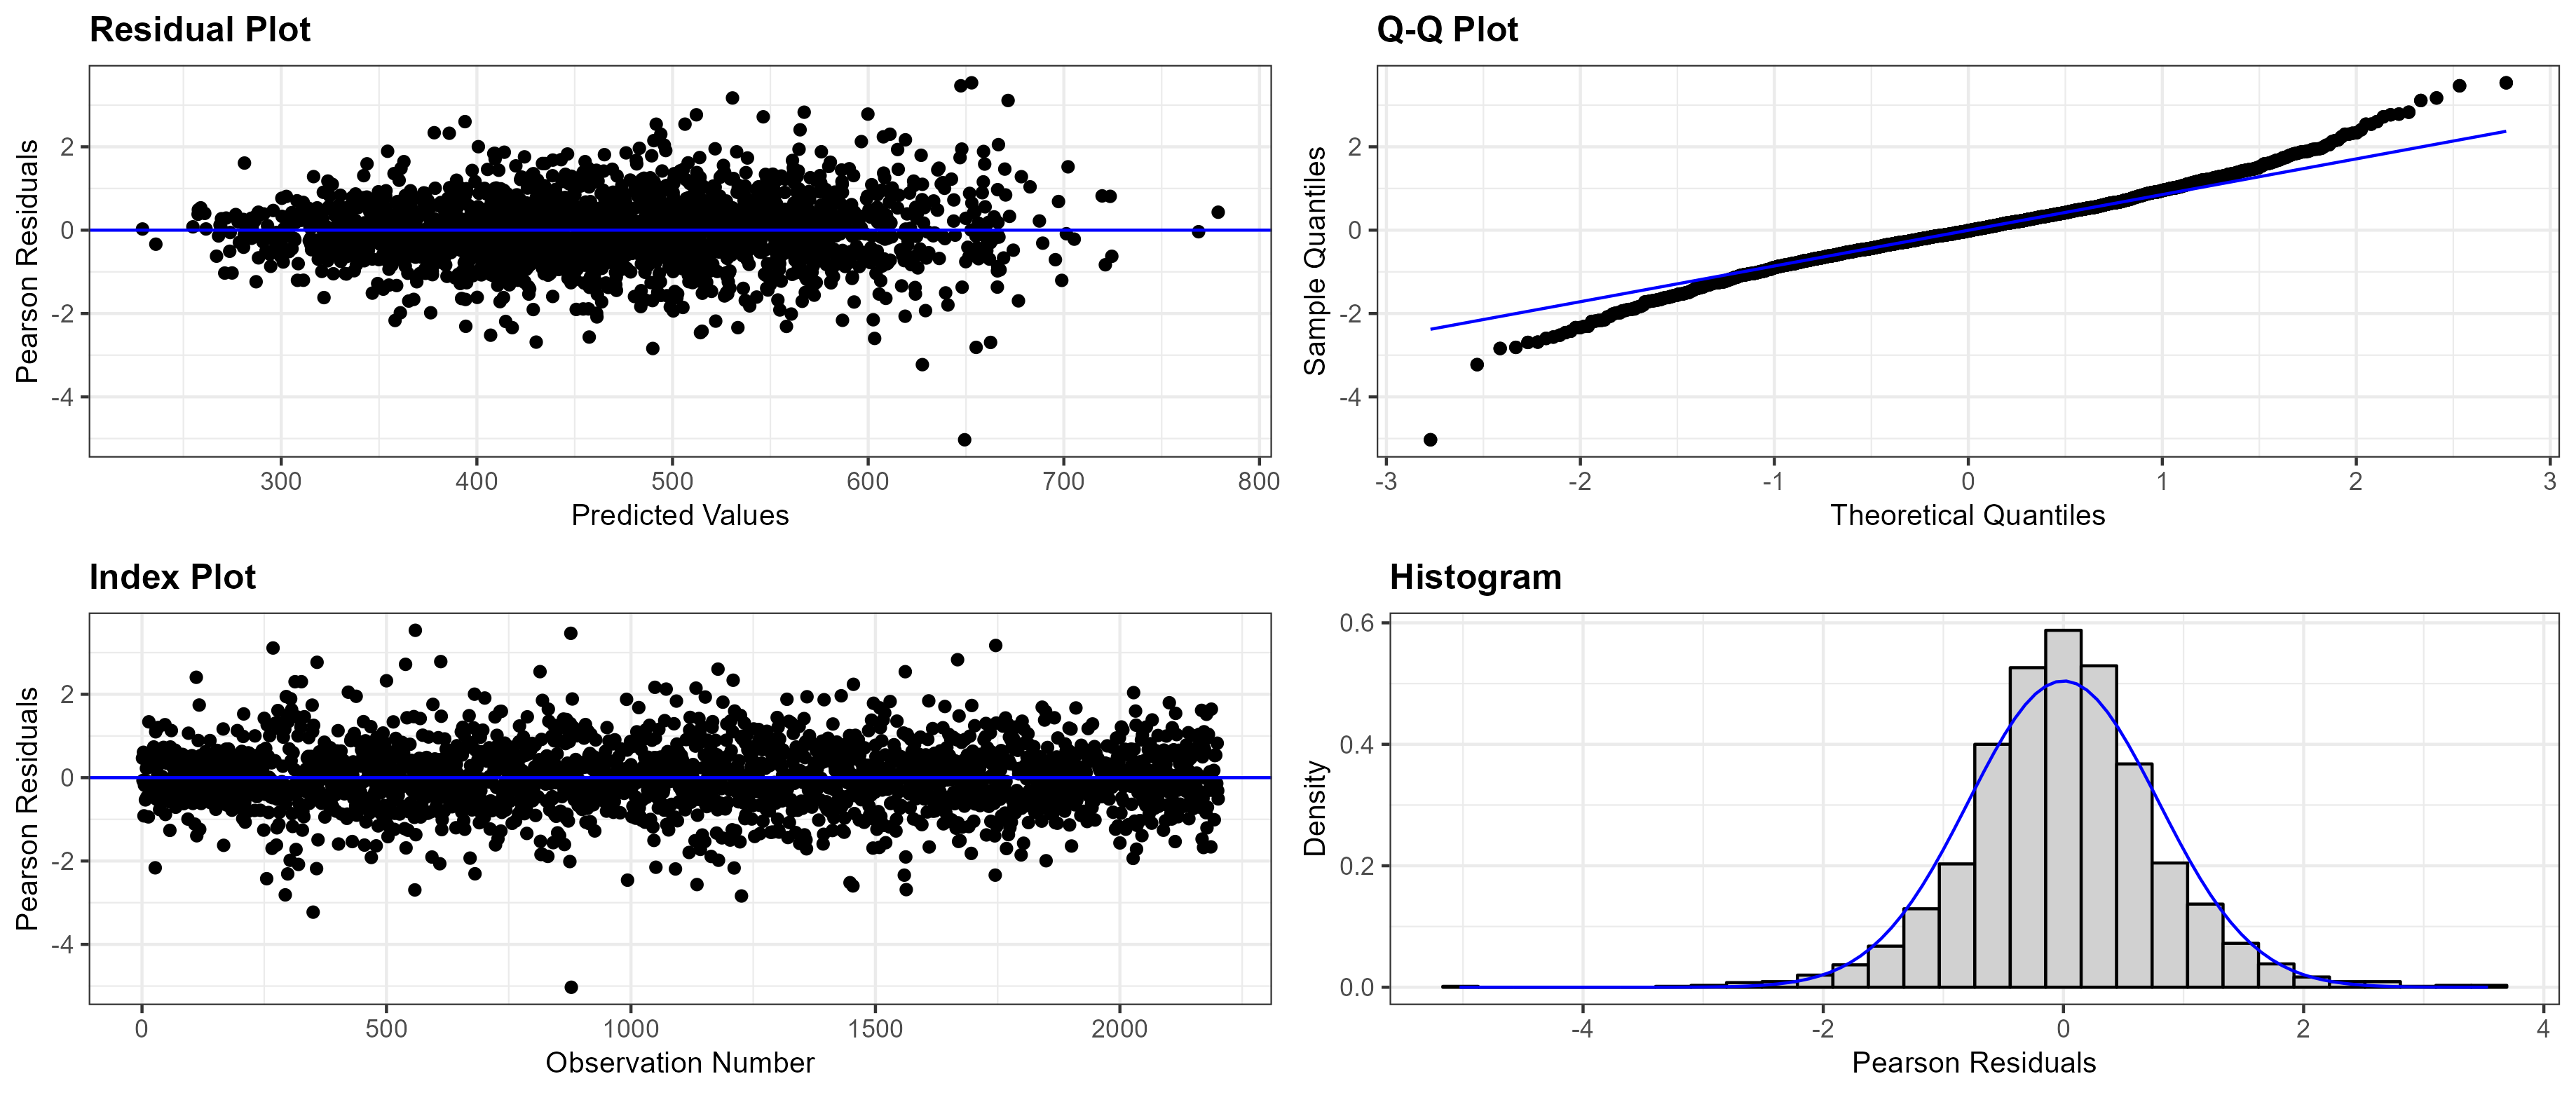 Residual Plot
Pearson Residuals
2
0
-2
-4
300 400 500 600 700 800
Predicted Values
Q-Q Plot
Sample Quantiles
2
0
-2
-4
-3 -2 -1 0 1 2 3
Theoretical Quantiles
Index Plot
Pearson Residuals
2
0
-2
-4
0 500 1000 1500 2000
Observation Number
Histogram
Density
0.6
0.4
0.2
0.0
-4 -2 0 2 4
Pearson Residuals